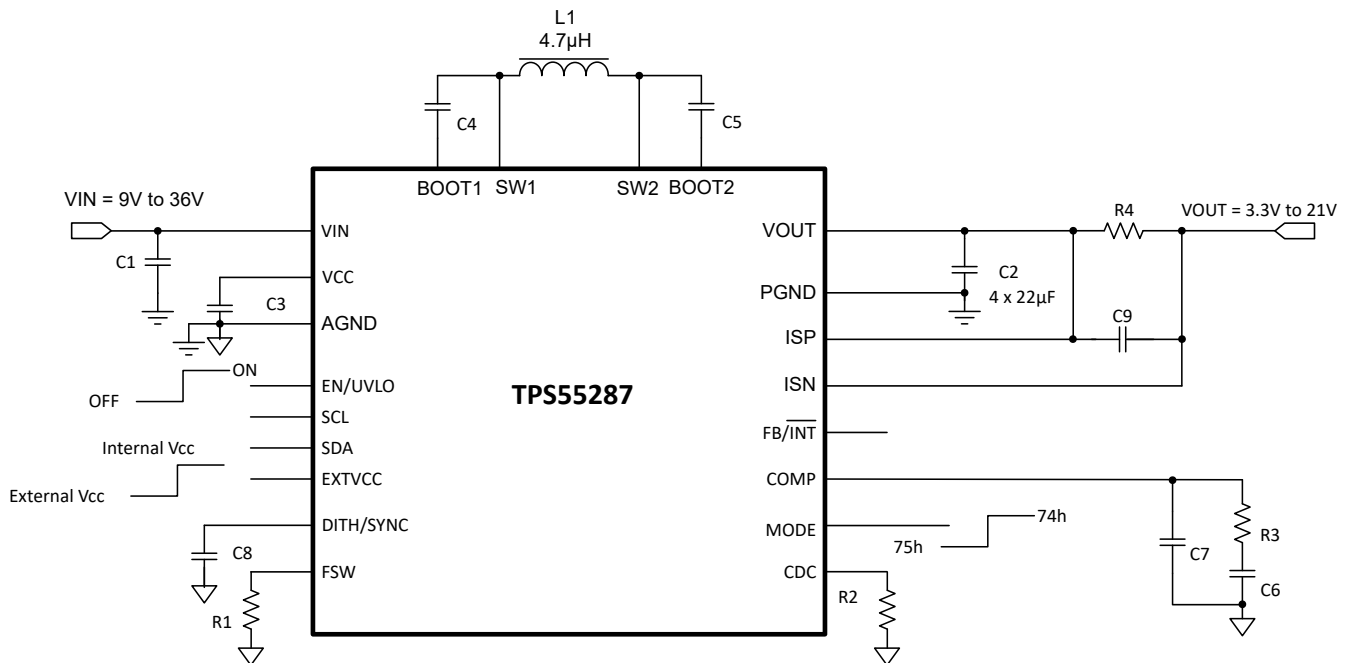 L1
4.7µH
C4
C5
BOOT1
SW1
SW2
BOOT2
VIN = 9V to 36V
C1
VIN
VCC
C3
AGND
OFF
ON
EN/UVLO
SCL
Internal Vcc
SDA
External Vcc
EXTVCC
DITH/SYNC
C8
FSW
R1
TPS55287
VOUT
R4
VOUT = 3.3V to 21V
C2
4 x 22µF
PGND
C9
ISP
ISN
FB/INT
COMP
MODE
74h
75h
R3
C7
C6
CDC
R2